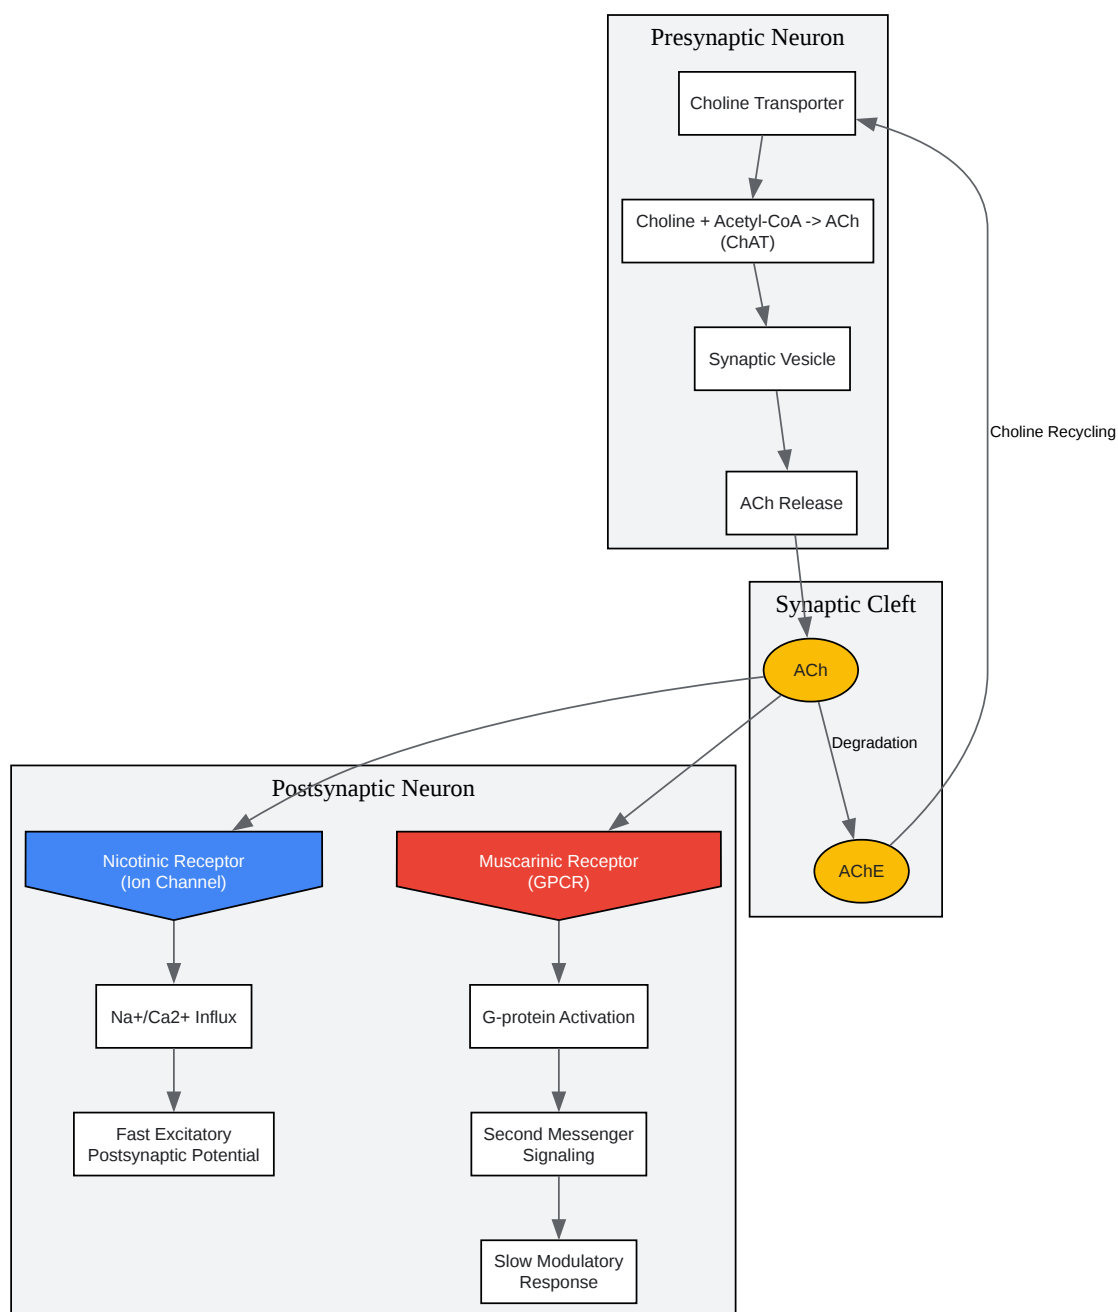 Presynaptic Neuron
Choline Transporter
Choline + Acetyl-CoA -> ACh
(ChAT)
Synaptic Vesicle
Choline Recycling
ACh Release
Synaptic Cleft
ACh
Degradation
AChE
Postsynaptic Neuron
Nicotinic Receptor
(Ion Channel)
Na+/Ca2+ Influx
Fast Excitatory
Postsynaptic Potential
Muscarinic Receptor
(GPCR)
G-protein Activation
Second Messenger
Signaling
Slow Modulatory
Response